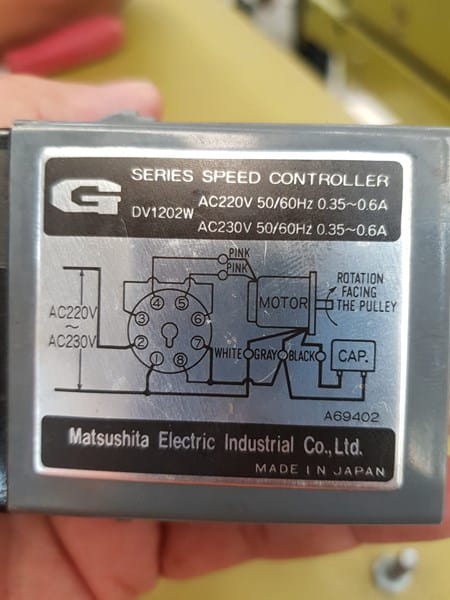 G
SERIES SPEED CONTROLLER
DV1202W
AC220V 50/60Hz 0.35~0.6A
AC230V 50/60Hz 0.35~0.6A
PINK
PINK
MOTOR
ROTATION
FACING
THE PULLEY
AC220V
~
AC230V
4
5
3
6
2
7
1
8
WHITE
GRAY
BLACK
CAP.
A69402
Matsushita Electric Industrial Co., Ltd.
MADE IN JAPAN